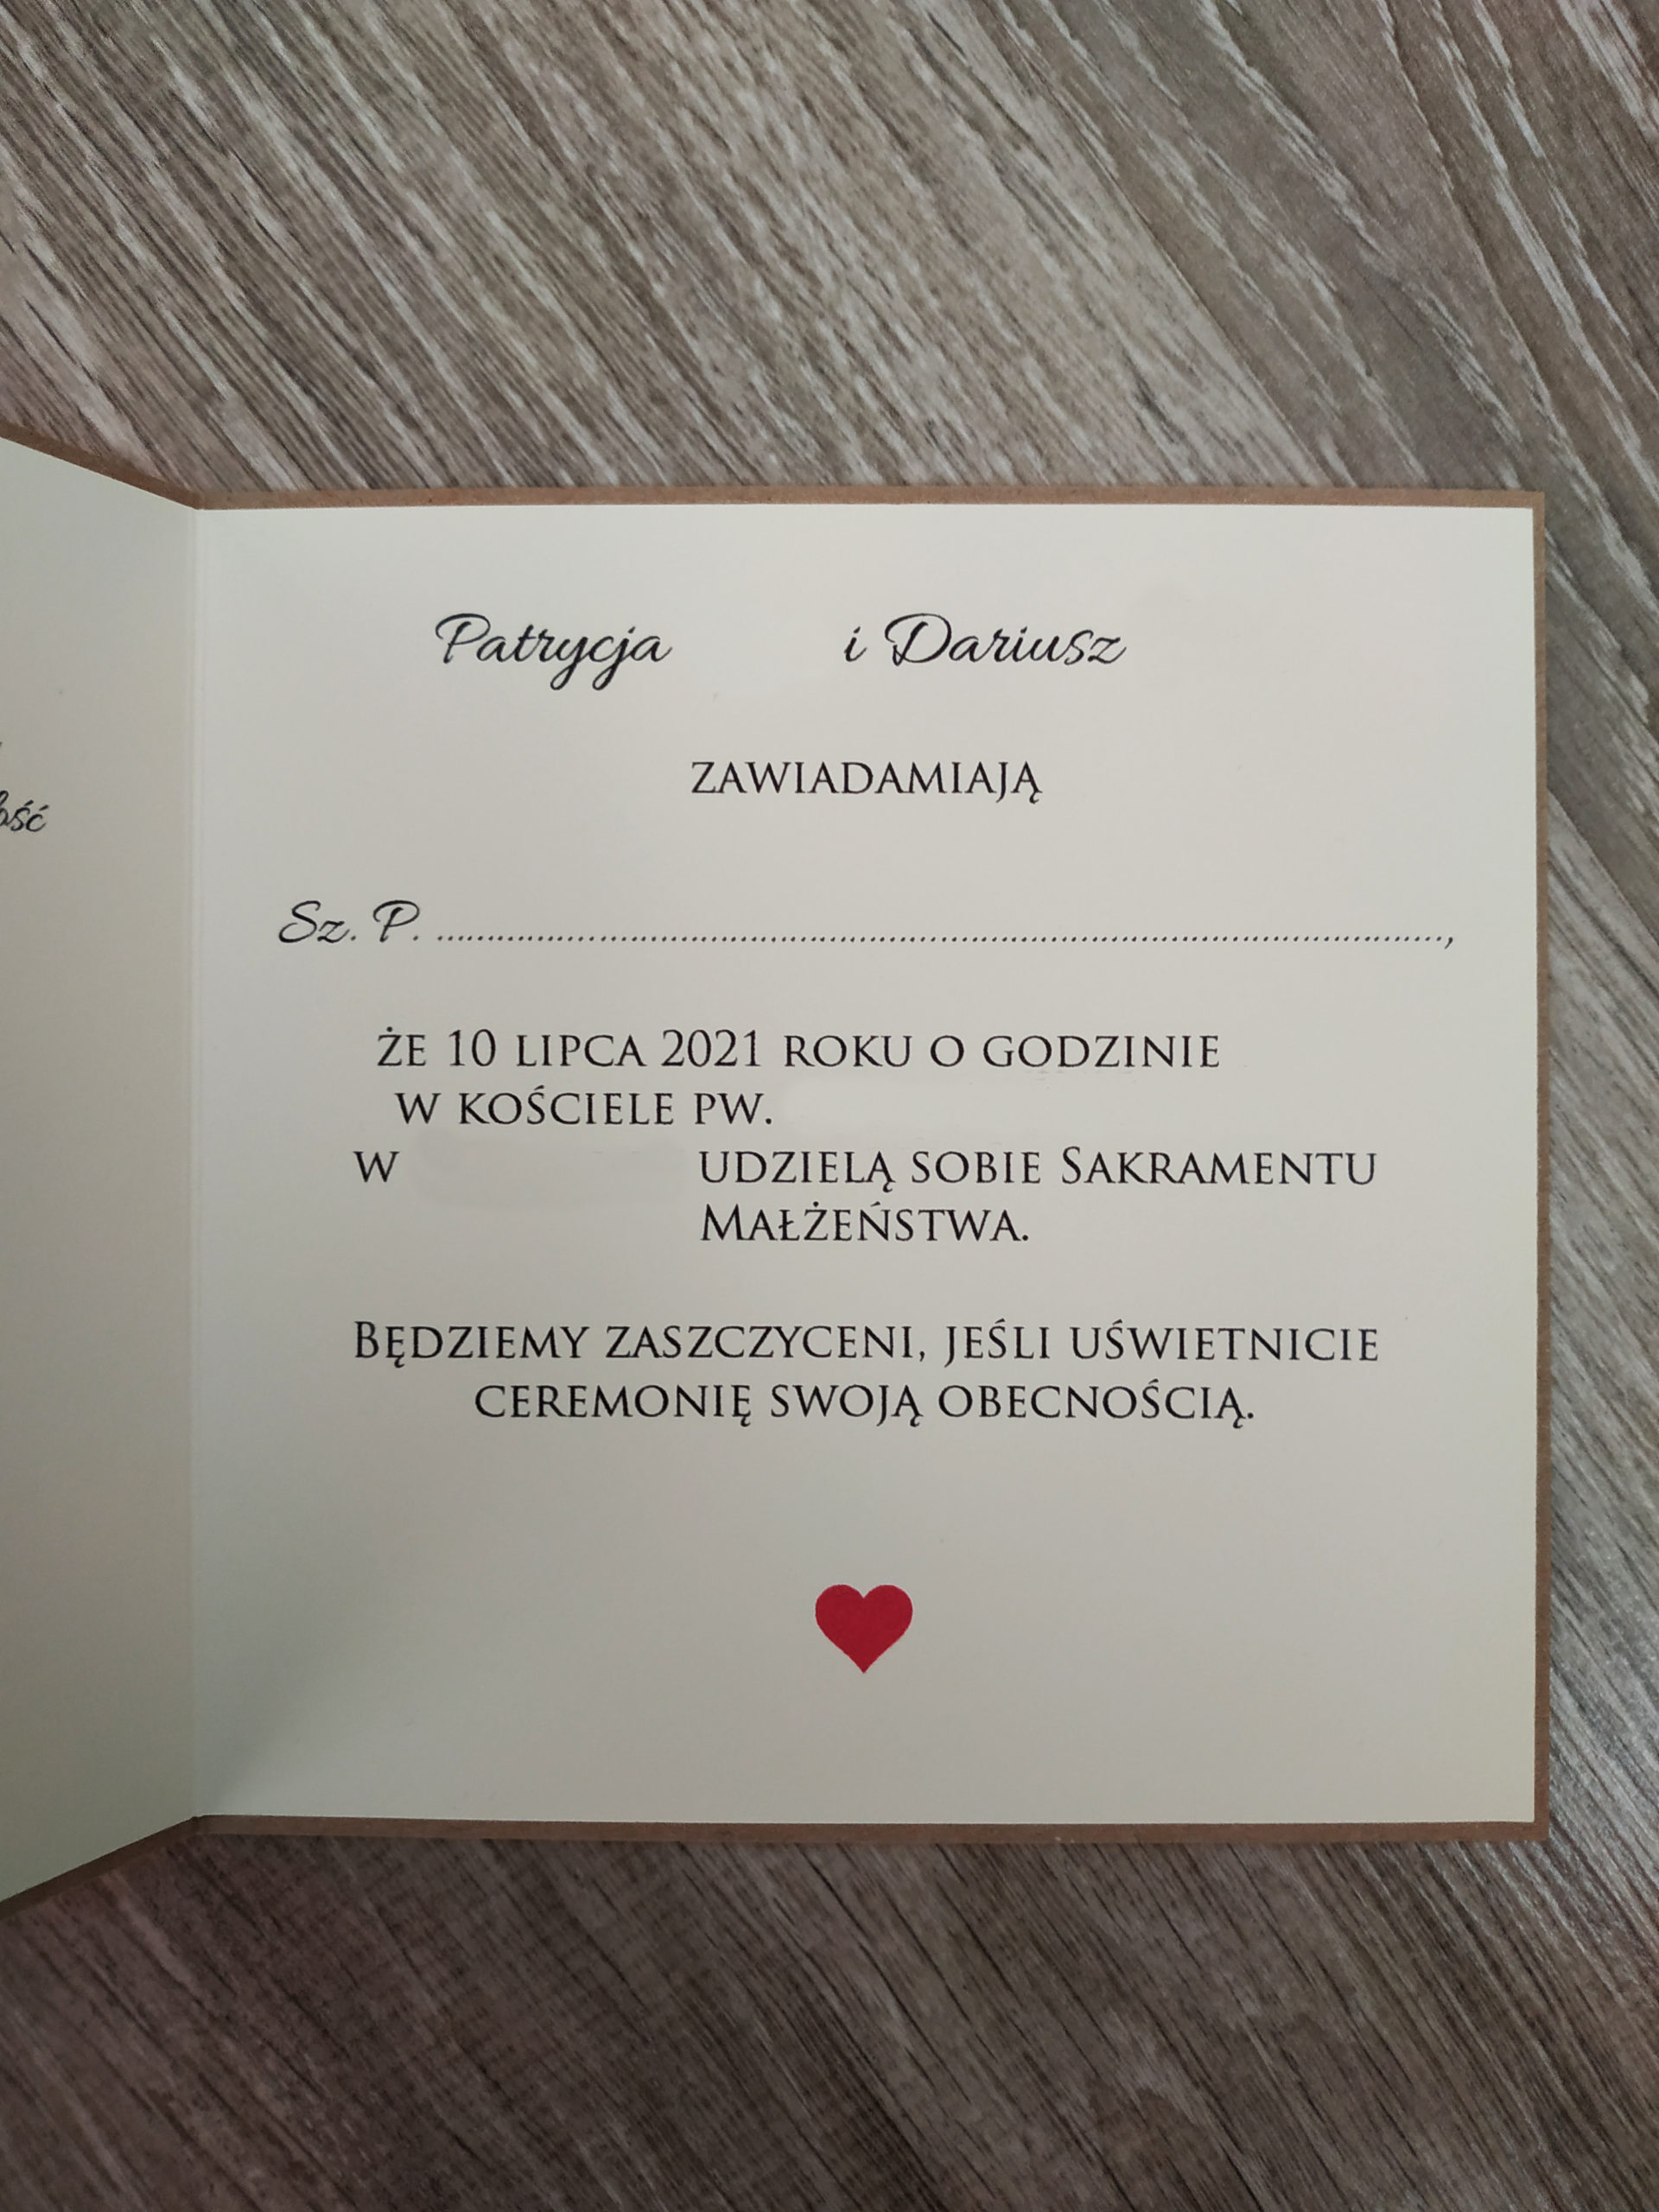 Patrycja i Dariusz
ZAWIADAMIAJĄ
Sz. P. ..............................................................,
ŻE 10 LIPCA 2021 ROKU O GODZINIE
W KOŚCIELE PW.
W UDZIELĄ SOBIE SAKRAMENTU
MAŁŻEŃSTWA.
BĘDZIEMY ZASZCZYCENI, JEŚLI UŚWIETNICIE
CEREMONIĘ SWOJĄ OBECNOŚCIĄ.